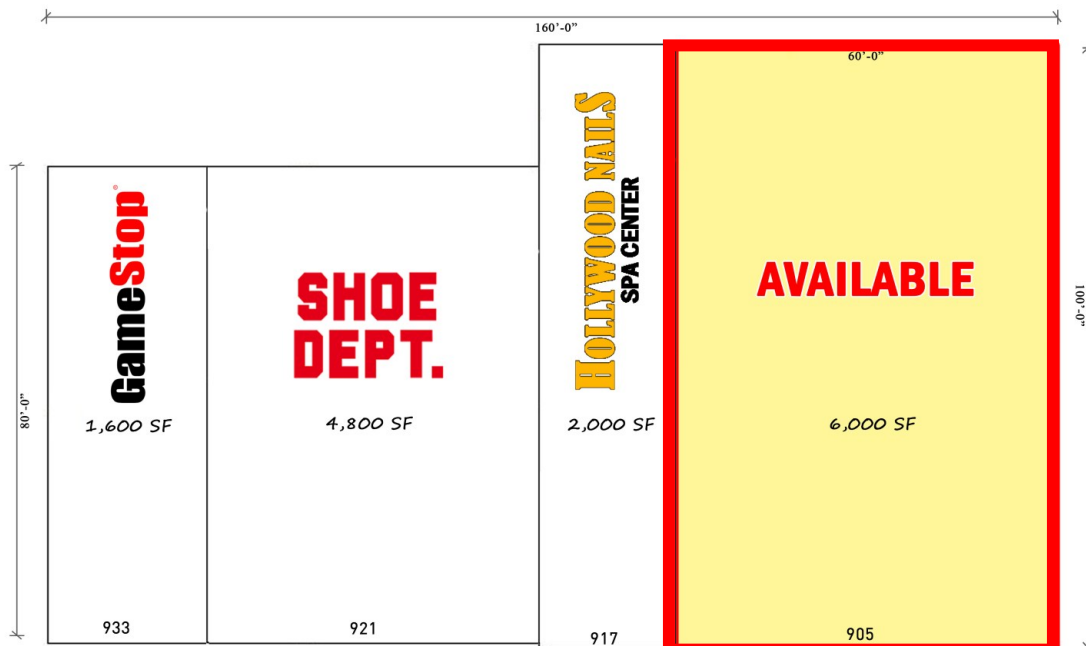 160'-0"
60'-0"
80'-0"
100'-0"
GameStop
1,600 SF
933
SHOE
DEPT.
4,800 SF
921
HOLLYWOOD NAILS
SPA CENTER
2,000 SF
917
AVAILABLE
6,000 SF
905